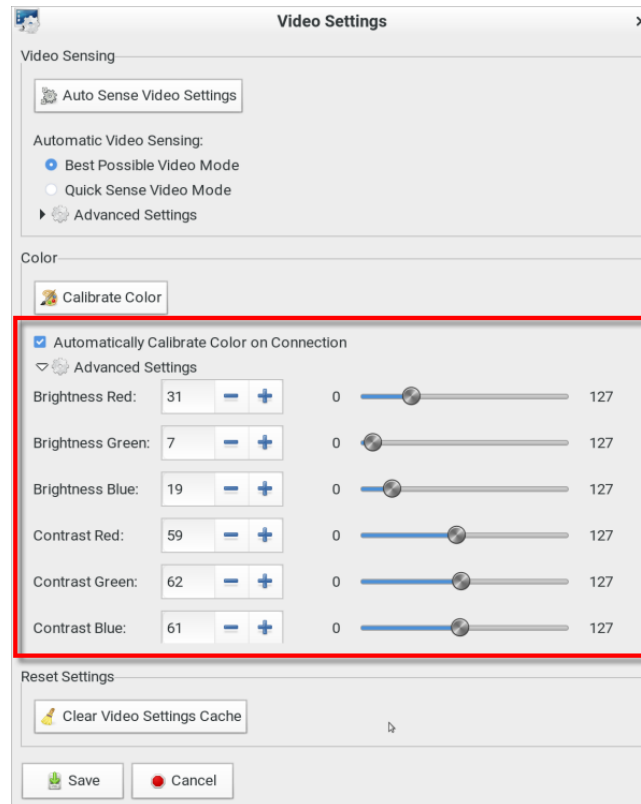 Video Settings
Video Sensing
Auto Sense Video Settings
Automatic Video Sensing:
Best Possible Video Mode
Quick Sense Video Mode
Advanced Settings
Color
Calibrate Color
Automatically Calibrate Color on Connection
Advanced Settings
Brightness Red: 31 0 127
Brightness Green: 7 0 127
Brightness Blue: 19 0 127
Contrast Red: 59 0 127
Contrast Green: 62 0 127
Contrast Blue: 61 0 127
Reset Settings
Clear Video Settings Cache
Save Cancel